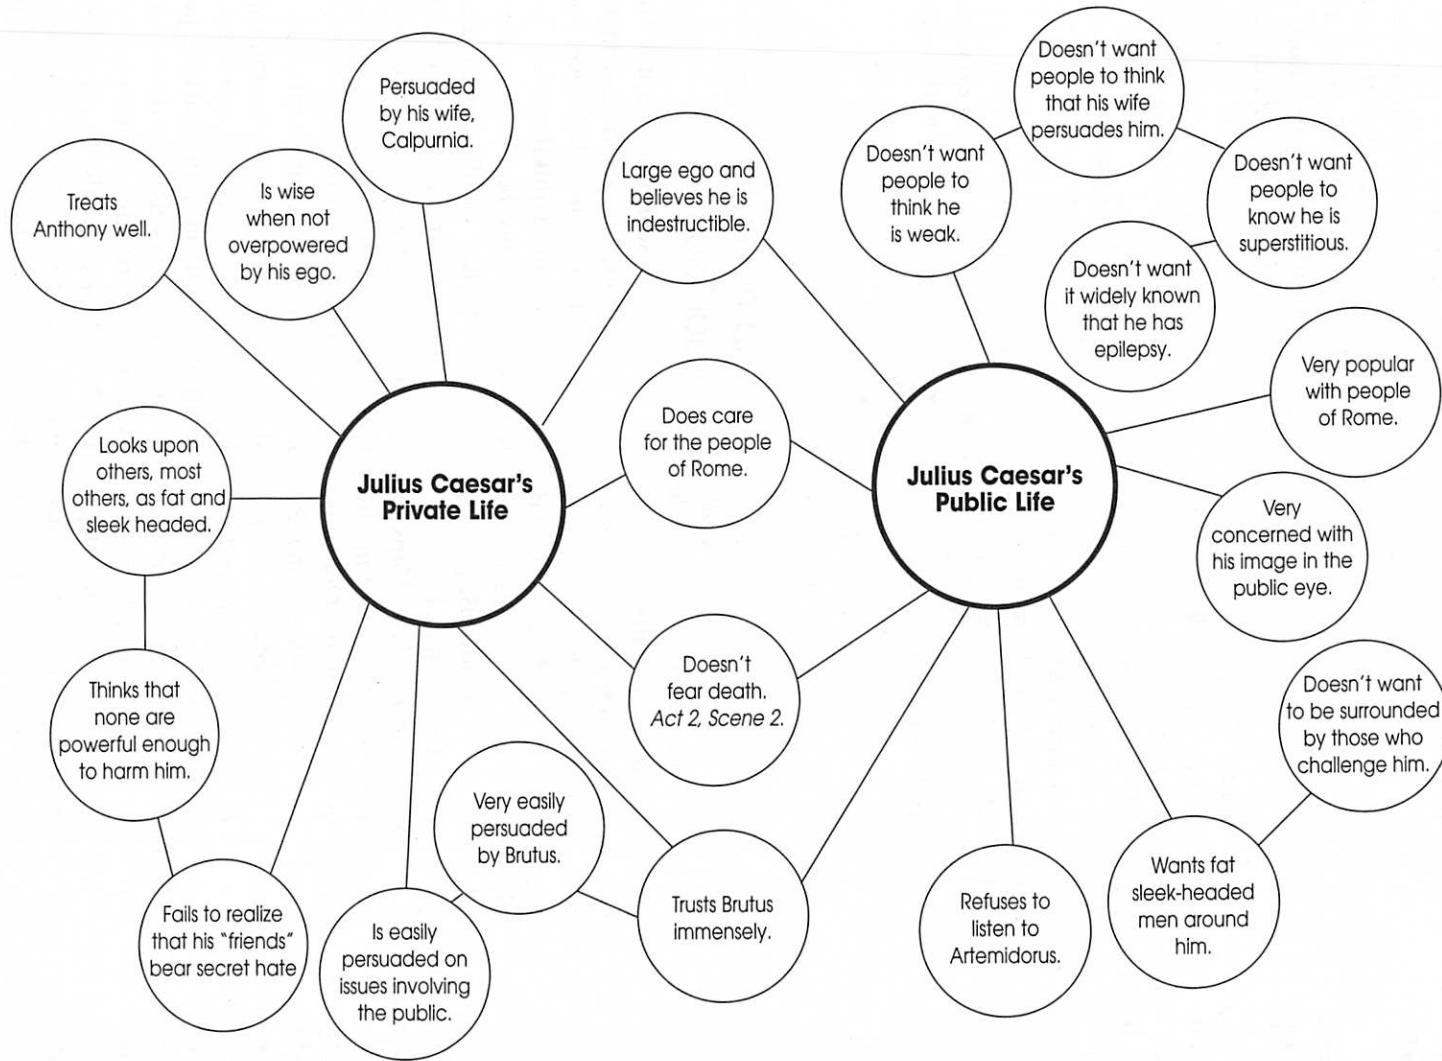 Doesn't want
people to think
that his wife
persuades him.
Persuaded
by his wife,
Calpurnia.
Large ego and
believes he is
indestructible.
Doesn't want
people to
think he
is weak.
Doesn't want
people to
know he is
superstitious.
Treats
Anthony well.
Is wise
when not
overpowered
by his ego.
Doesn't want
it widely known
that he has
epilepsy.
Very popular
with people
of Rome.
Looks upon
others, most
others, as fat and
sleek headed.
Julius Caesar's
Private Life
Does care
for the people
of Rome.
Julius Caesar's
Public Life
Very
concerned with
his image in the
public eye.
Thinks that
none are
powerful enough
to harm him.
Doesn't
fear death.
Act 2, Scene 2.
Doesn't want
to be surrounded
by those who
challenge him.
Very easily
persuaded
by Brutus.
Fails to realize
that his "friends"
bear secret hate
Is easily
persuaded on
issues involving
the public.
Trusts Brutus
immensely.
Refuses to
listen to
Artemidorus.
Wants fat
sleek-headed
men around
him.